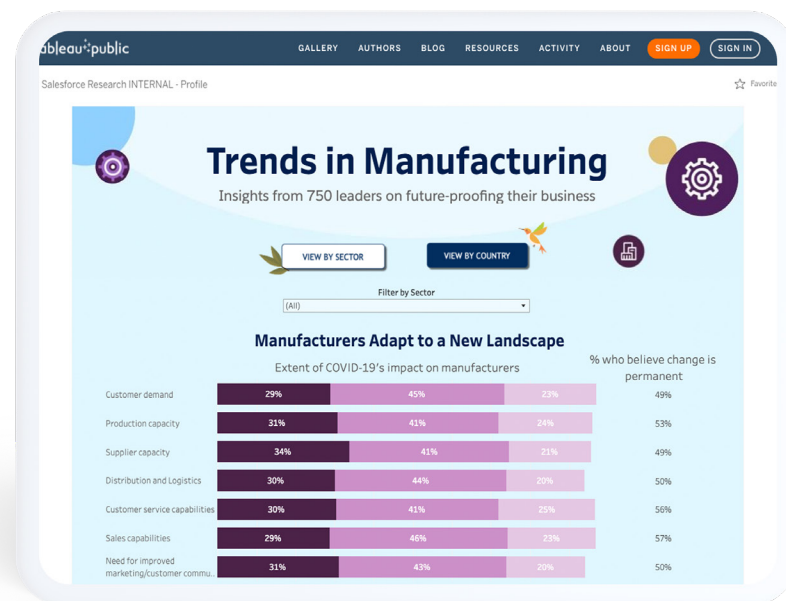 ableau public
GALLERY AUTHORS BLOG RESOURCES ACTIVITY ABOUT SIGN UP SIGN IN
Salesforce Research INTERNAL - Profile
Favorite
Trends in Manufacturing
Insights from 750 leaders on future-proofing their business
VIEW BY SECTOR
VIEW BY COUNTRY
Filter by Sector
(All)
Manufacturers Adapt to a New Landscape
Extent of COVID-19's impact on manufacturers
% who believe change is
permanent
Customer demand 29% 45% 23% 49%
Production capacity 31% 41% 24% 53%
Supplier capacity 34% 41% 21% 49%
Distribution and Logistics 30% 44% 20% 50%
Customer service capabilities 30% 41% 25% 56%
Sales capabilities 29% 46% 23% 57%
Need for improved
marketing/customer commu.. 31% 43% 20% 50%